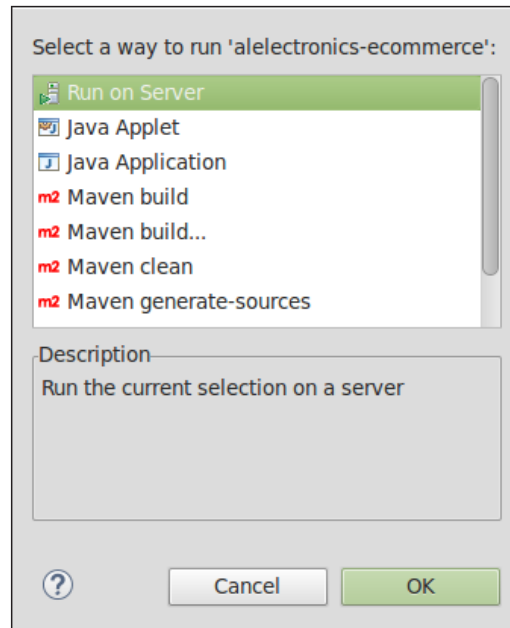 Select a way to run 'alelectronics-ecommerce':
Run on Server
Java Applet
J Java Application
m2 Maven build
m2 Maven build...
m2 Maven clean
m2 Maven generate-sources
Description
Run the current selection on a server
? Cancel OK